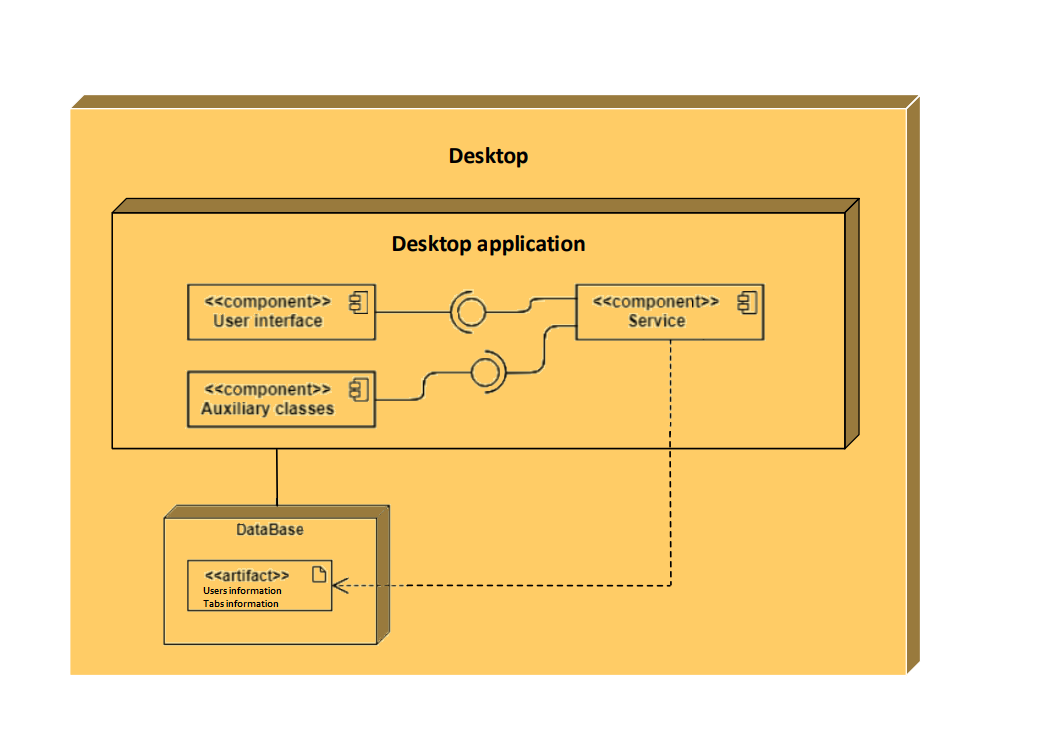 Desktop
Desktop application
<<component>>
User interface
<<component>>
Service
<<component>>
Auxiliary classes
DataBase
<<artifact>>
Users information
Tabs information